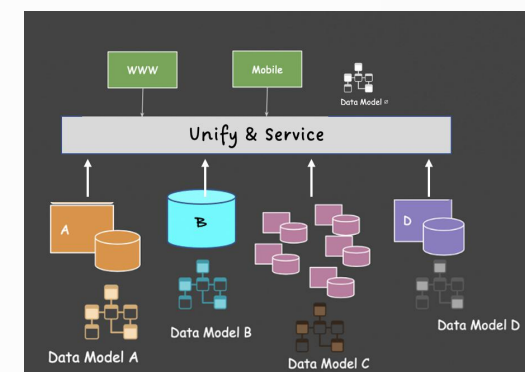 WWW
Mobile
Data Model
Unify & Service
A
B
D
Data Model A
Data Model B
Data Model C
Data Model D